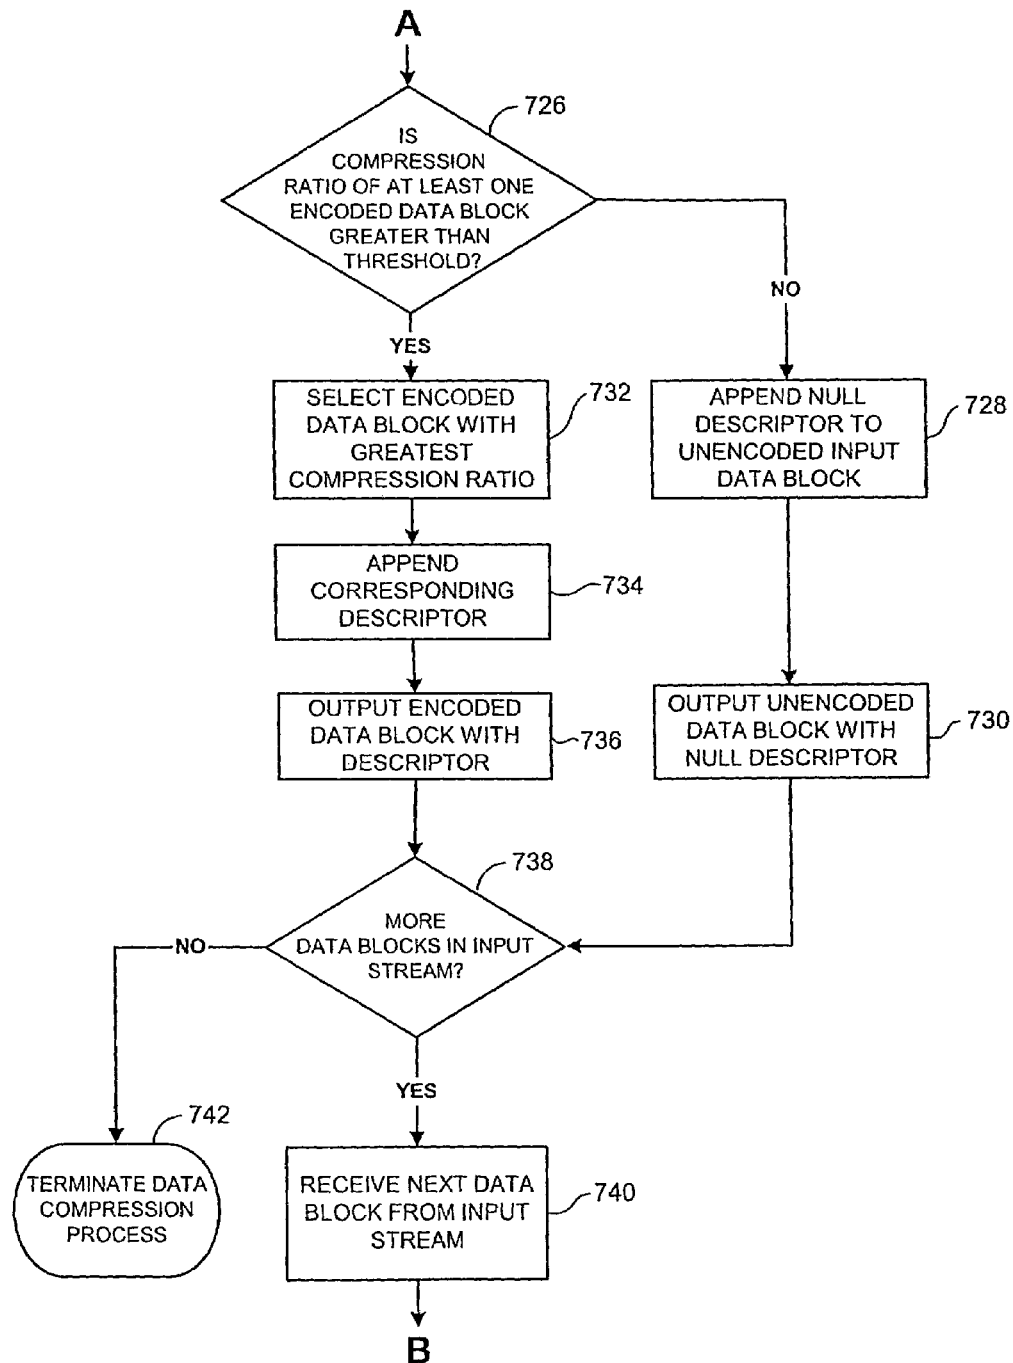 A
726
IS
COMPRESSION
RATIO OF AT LEAST ONE
ENCODED DATA BLOCK
GREATER THAN
THRESHOLD?
NO
YES
SELECT ENCODED
DATA BLOCK WITH
GREATEST
COMPRESSION RATIO
732
APPEND NULL
DESCRIPTOR TO
UNENCODED INPUT
DATA BLOCK
728
APPEND
CORRESPONDING
DESCRIPTOR
734
OUTPUT ENCODED
DATA BLOCK WITH
DESCRIPTOR
736
OUTPUT UNENCODED
DATA BLOCK WITH
NULL DESCRIPTOR
730
738
MORE
DATA BLOCKS IN INPUT
STREAM?
NO
YES
742
TERMINATE DATA
COMPRESSION
PROCESS
RECEIVE NEXT DATA
BLOCK FROM INPUT
STREAM
740
B